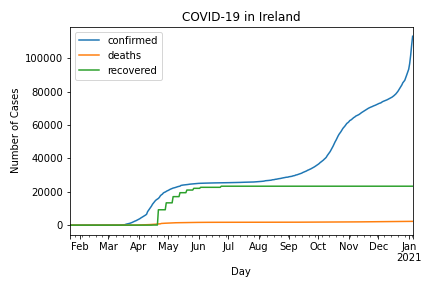 COVID-19 in Ireland
confirmed
deaths
recovered
Number of Cases
100000
80000
60000
40000
20000
0
Feb Mar Apr May Jun Jul Aug Sep Oct Nov Dec Jan
2021
Day